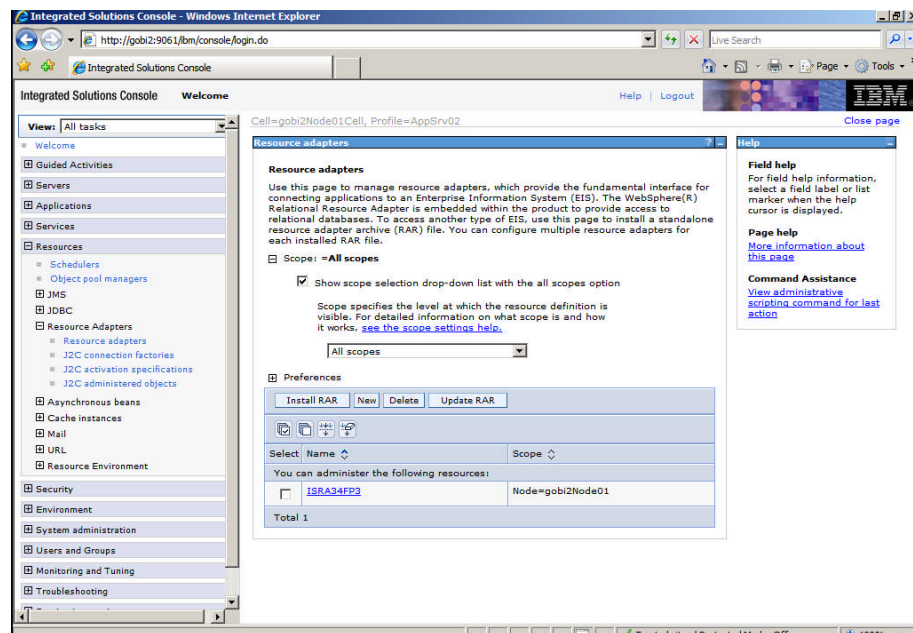 Integrated Solutions Console - Windows Internet Explorer
http://gobi2:9061/ibm/console/login.do
Live Search
Integrated Solutions Console
Page
Tools
Integrated Solutions Console Welcome
Help | Logout
IBM
View: All tasks
Welcome
Guided Activities
Servers
Applications
Services
Resources
Schedulers
Object pool managers
JMS
JDBC
Resource Adapters
Resource adapters
J2C connection factories
J2C activation specifications
J2C administered objects
Asynchronous beans
Cache instances
Mail
URL
Resource Environment
Security
Environment
System administration
Users and Groups
Monitoring and Tuning
Troubleshooting
Cell=gobi2Node01Cell, Profile=AppSrv02
Close page
Resource adapters
Resource adapters
Use this page to manage resource adapters, which provide the fundamental interface for
connecting applications to an Enterprise Information System (EIS). The WebSphere(R)
Relational Resource Adapter is embedded within the product to provide access to
relational databases. To access another type of EIS, use this page to install a standalone
resource adapter archive (RAR) file. You can configure multiple resource adapters for
each installed RAR file.
Scope: =All scopes
Show scope selection drop-down list with the all scopes option
Scope specifies the level at which the resource definition is
visible. For detailed information on what scope is and how
it works, see the scope settings help.
All scopes
Preferences
Install RAR New Delete Update RAR
Select Name Scope
You can administer the following resources:
ISRA34FP3 Node=gobi2Node01
Total 1
Help
Field help
For field help information,
select a field label or list
marker when the help
cursor is displayed.
Page help
More information about
this page
Command Assistance
View administrative
scripting command for last
action